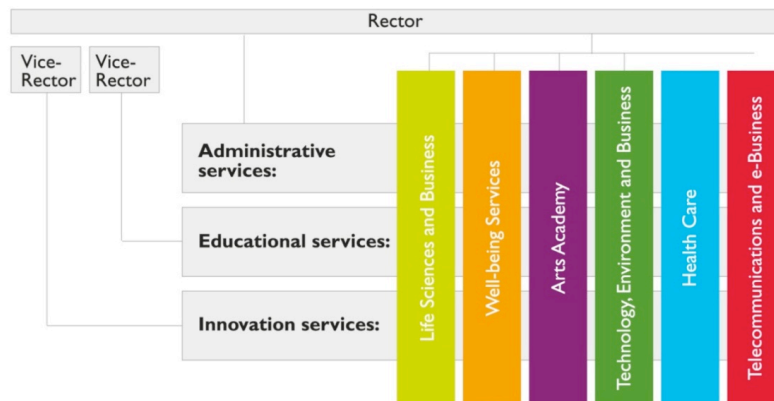 Rector
Vice-
Rector
Vice-
Rector
Administrative
services:
Educational services:
Innovation services:
Life Sciences and Business
Well-being Services
Arts Academy
Technology, Environment and Business
Health Care
Telecommunications and e-Business